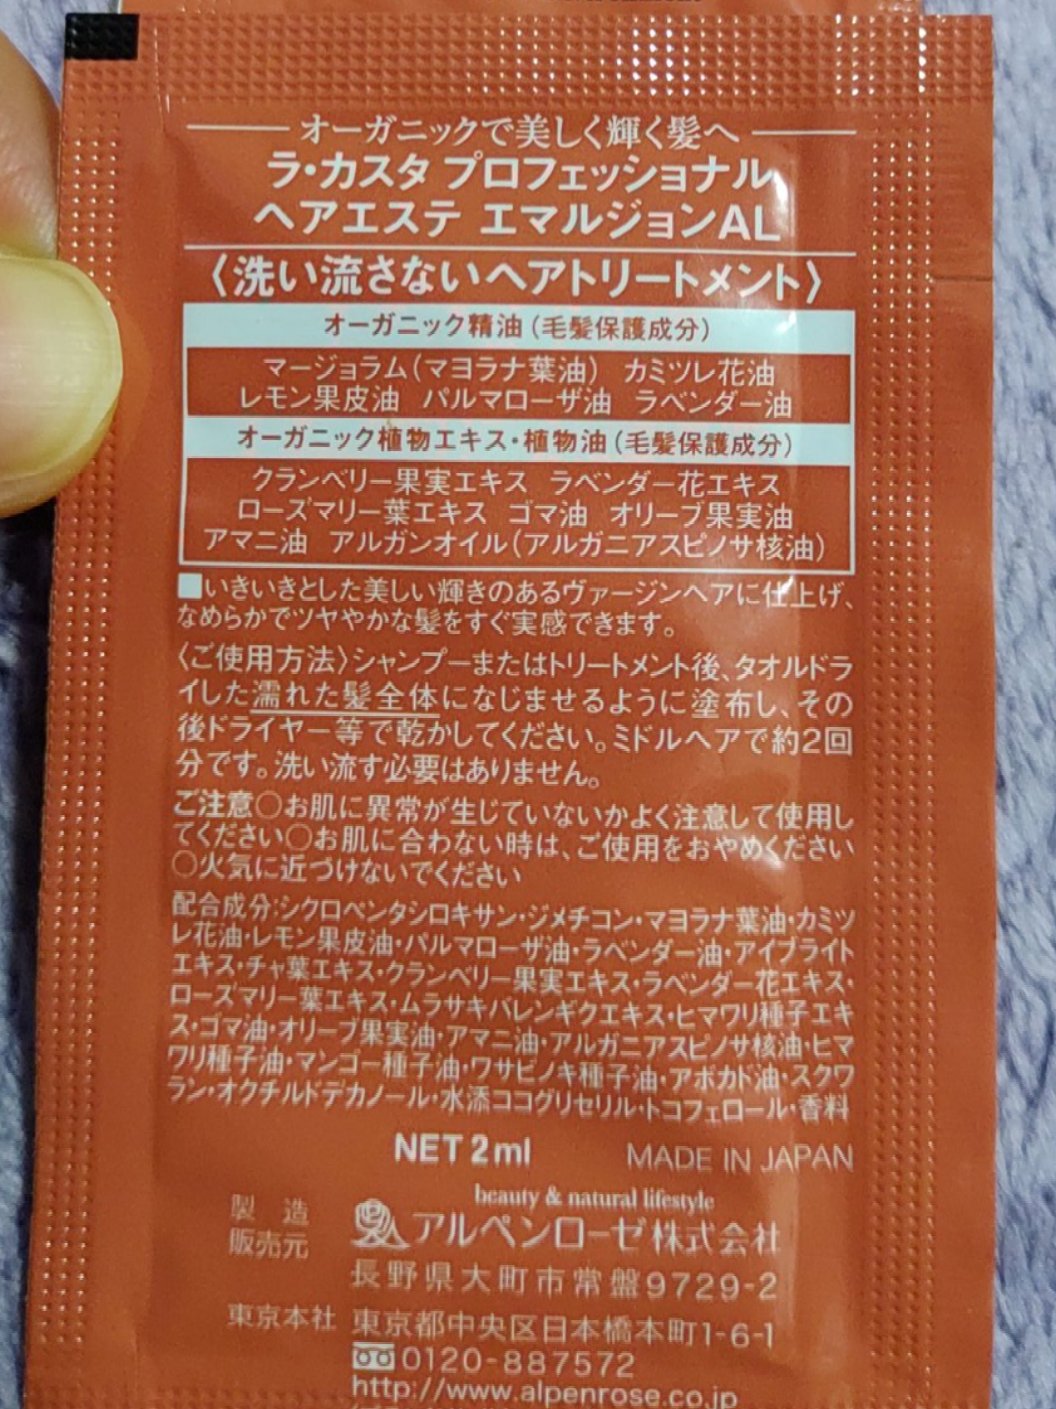 オーガニックで美しく輝く髪へ
ラ・カスタ プロフェッショナル
ヘアエステ エマルジョンAL
〈洗い流さないヘアトリートメント〉
オーガニック精油(毛髪保護成分)
マージョラム(マヨラナ葉油) カミツレ花油
レモン果皮油 パルマローザ油 ラベンダー油
オーガニック植物エキス・植物油(毛髪保護成分)
クランベリー果実エキス ラベンダー花エキス
ローズマリー葉エキス ゴマ油 オリーブ果実油
アマニ油 アルガンオイル(アルガニアスピノサ核油)
■いきいきとした美しい輝きのあるヴァージンヘアに仕上げ、
なめらかでツヤやかな髪をすぐ実感できます。
〈ご使用方法〉シャンプーまたはトリートメント後、タオルドラ
イした濡れた髪全体になじませるように塗布し、その
後ドライヤー等で乾かしてください。ミドルヘアで約2回
分です。洗い流す必要はありません。
ご注意○お肌に異常が生じていないかよく注意して使用し
てください○お肌に合わない時は、ご使用をおやめください
○火気に近づけないでください
配合成分:シクロペンタシロキサン・ジメチコン・マヨラナ葉油・カミツ
レ花油・レモン果皮油・パルマローザ油・ラベンダー油・アイブライト
エキス・チャ葉エキス・クランベリー果実エキス・ラベンダー花エキス・
ローズマリー葉エキス・ムラサキバレンギクエキス・ヒマワリ種子エキ
ス・ゴマ油・オリーブ果実油・アマニ油・アルガニアスピノサ核油・ヒマ
ワリ種子油・マンゴー種子油・ワサビノキ種子油・アボカド油・スクワ
ラン・オクチルドデカノール・水添ココグリセリル・トコフェロール・香料
NET 2ml MADE IN JAPAN
beauty & natural lifestyle
製造
販売元
アルペンローゼ株式会社
長野県大町市常盤9729-2
東京本社 東京都中央区日本橋本町1-6-1
0120-887572
http://www.alpenrose.co.jp